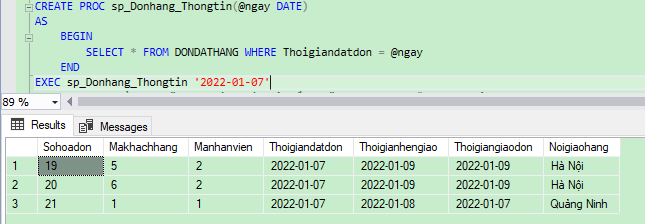 CREATE PROC sp_Donhang_Thongtin(@ngay DATE)
AS
BEGIN
SELECT * FROM DONDATHANG WHERE Thoigiandatdon = @ngay
END
EXEC sp_Donhang_Thongtin '2022-01-07'
89 %
Results Messages
Sohoadon Makhachhang Manhanvien Thoigiandatdon Thoigianhengiao Thoigiangiaodon Noigiaohang
1 19 5 2 2022-01-07 2022-01-09 2022-01-09 Hà Nội
2 20 6 2 2022-01-07 2022-01-09 2022-01-09 Hà Nội
3 21 1 1 2022-01-07 2022-01-08 2022-01-07 Quảng Ninh